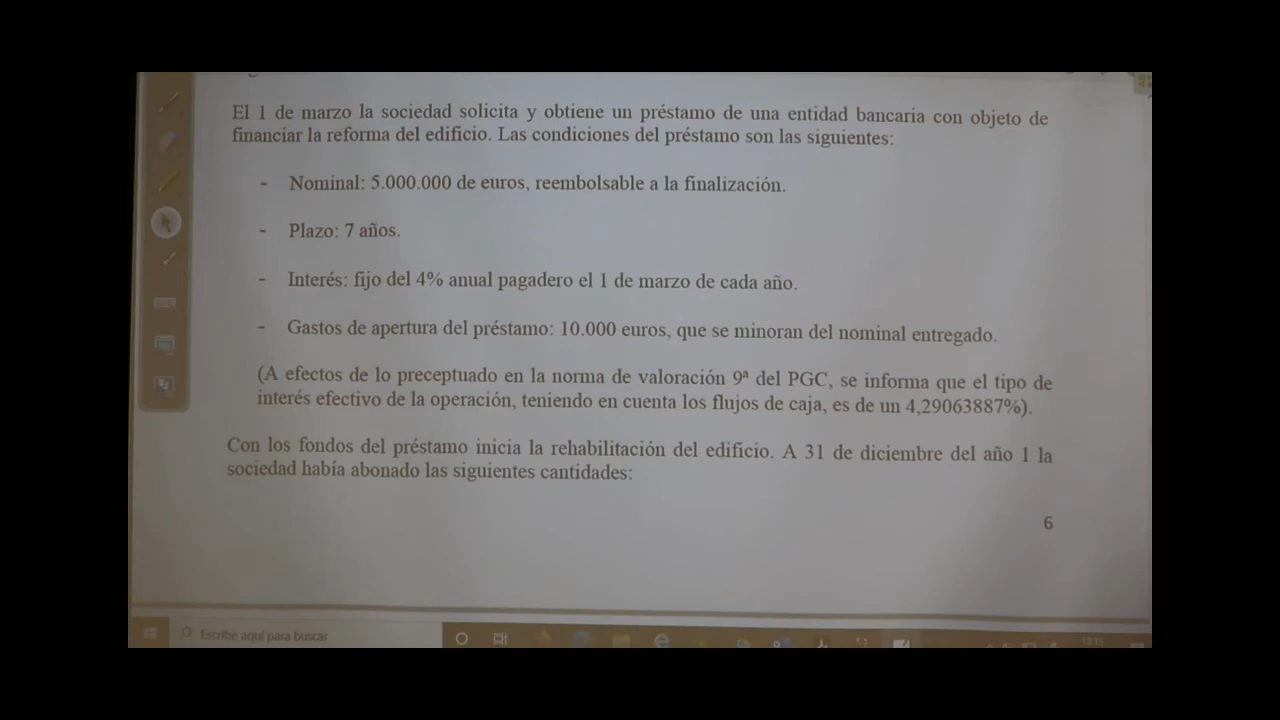 El 1 de marzo la sociedad solicita y obtiene un préstamo de una entidad bancaria con objeto de
financiar la reforma del edificio. Las condiciones del préstamo son las siguientes:
- Nominal: 5.000.000 de euros, reembolsable a la finalización.
- Plazo: 7 años.
- Interés: fijo del 4% anual pagadero el 1 de marzo de cada año.
- Gastos de apertura del préstamo: 10.000 euros, que se minoran del nominal entregado.
(A efectos de lo preceptuado en la norma de valoración 9ª del PGC, se informa que el tipo de
interés efectivo de la operación, teniendo en cuenta los flujos de caja, es de un 4,29063887%).
Con los fondos del préstamo inicia la rehabilitación del edificio. A 31 de diciembre del año 1 la
sociedad había abonado las siguientes cantidades:
6
Escribe aquí para buscar